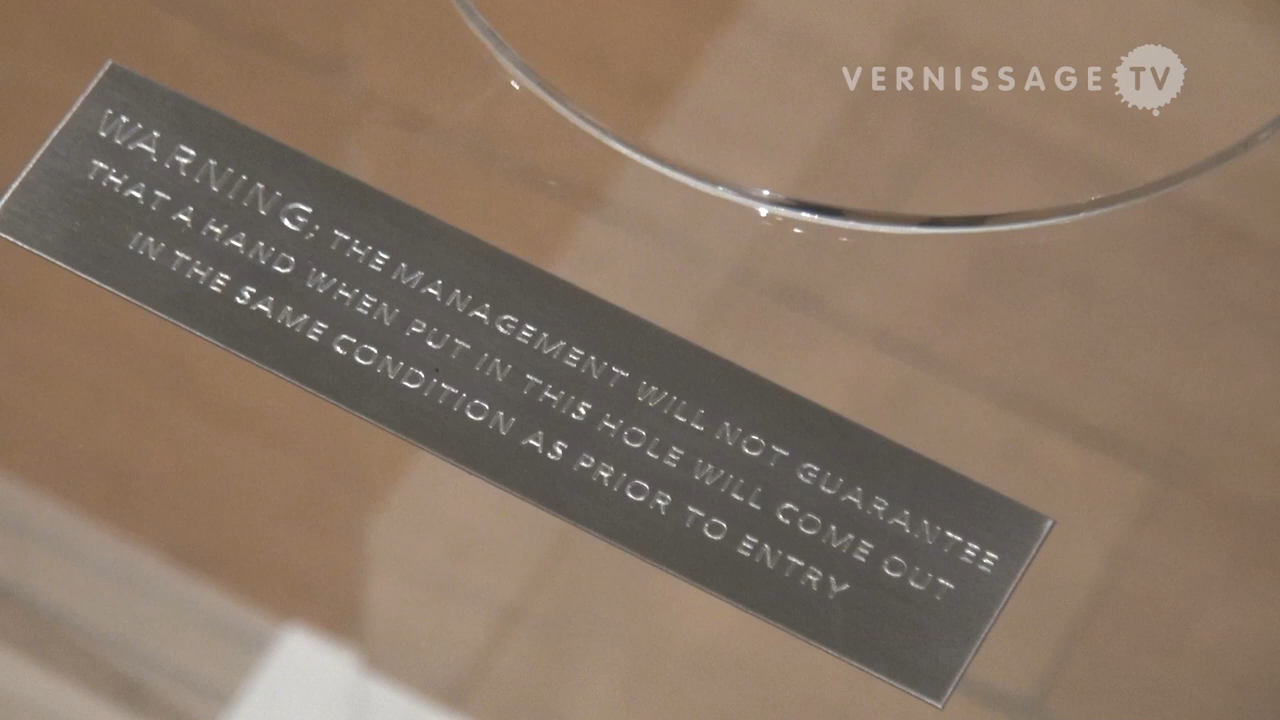 VERNISSAGE TV
WARNING; THE MANAGEMENT WILL NOT GUARANTEE
THAT A HAND WHEN PUT IN THIS HOLE WILL COME OUT
IN THE SAME CONDITION AS PRIOR TO ENTRY